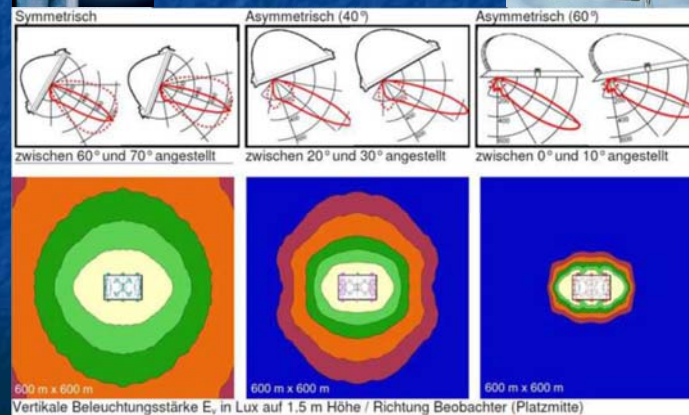 Symmetrisch
Asymmetrisch (40°)
Asymmetrisch (60°)
zwischen 60° und 70° angestellt
zwischen 20° und 30° angestellt
zwischen 0° und 10° angestellt
600 m x 600 m
600 m x 600 m
600 m x 600 m
Vertikale Beleuchtungsstärke Eᵥ in Lux auf 1.5 m Höhe / Richtung Beobachter (Platzmitte)